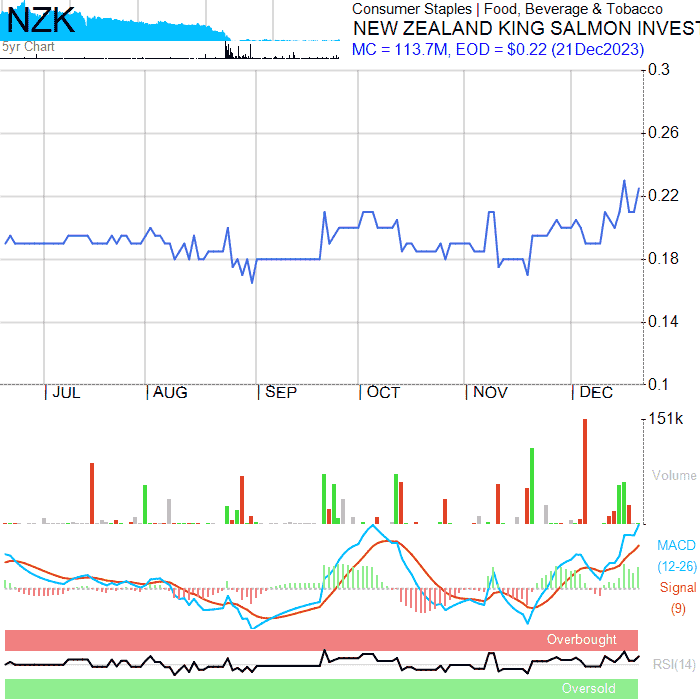 NZK
5yr Chart
Consumer Staples | Food, Beverage & Tobacco
NEW ZEALAND KING SALMON INVEST
MC = 113.7M, EOD = $0.22 (21Dec2023)
0.3
0.26
0.22
0.18
0.14
0.1
JUL AUG SEP OCT NOV DEC
151k
Volume
MACD
(12-26)
Signal
(9)
Overbought
RSI(14)
Oversold